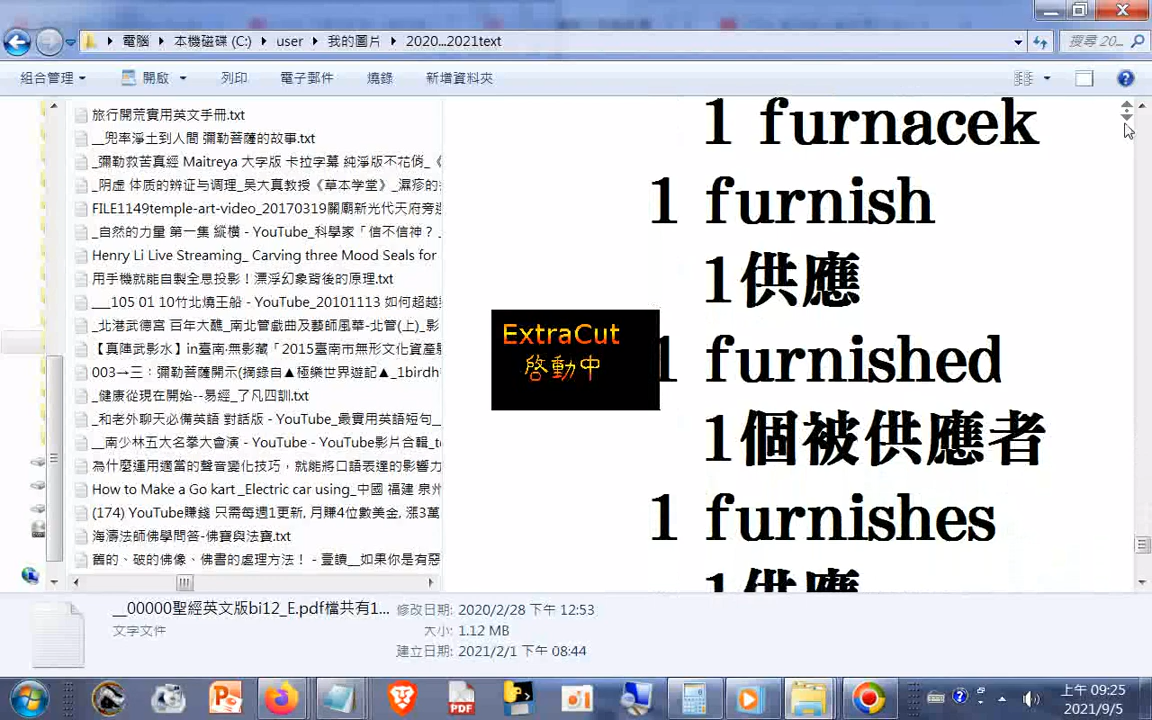 電腦 ▸ 本機磁碟 (C:) ▸ user ▸ 我的圖片 ▸ 2020...2021text
搜尋 20...
組合管理 開啟 列印 電子郵件 燒錄 新增資料夾
旅行開荒實用英文手冊.txt
__兜率淨土到人間 彌勒菩薩的故事.txt
_彌勒救苦真經 Maitreya 大字版 卡拉字幕 純淨版不花俏_《
_阴虚 体质的辨证与调理_吴大真教授《草本学堂》_濕疹的
FILE1149temple-art-video_20170319關廟新光代天府旁邊
_自然的力量 第一集 縱橫 - YouTube_科學家「信不信神？
Henry Li Live Streaming_ Carving three Mood Seals for
用手機就能自製全息投影！漂浮幻象背後的原理.txt
___105 01 10竹北燒王船 - YouTube_20101113 如何超越
_北港武德宮 百年大醮_南北管戲曲及藝師風華-北管(上)_影
【真陣武影水】in臺南·無影藏「2015臺南市無形文化資產
003→三：彌勒菩薩開示(摘錄自▲極樂世界遊記▲_1birdh
_健康從現在開始--易經_了凡四訓.txt
_和老外聊天必備英語 對話版 - YouTube_最實用英語短句_
__南少林五大名拳大會演 - YouTube - YouTube影片合輯_t
為什麼運用適當的聲音變化技巧，就能將口語表達的影響力
How to Make a Go kart _Electric car using_中國 福建 泉州
(174) YouTube賺錢 只需每週1更新, 月賺4位數美金, 漲3萬
海濤法師佛學問答-佛寶與法寶.txt
舊的、破的佛像、佛書的處理方法！ - 壹讀__如果你是有惡
1 furnacek
1 furnish
1供應
1 furnished
1個被供應者
1 furnishes
1供應
ExtraCut
啓動中
__00000聖經英文版bi12_E.pdf檔共有1... 修改日期: 2020/2/28 下午 12:53
文字文件 大小: 1.12 MB
建立日期: 2021/2/1 下午 08:44
上午 09:25
2021/9/5